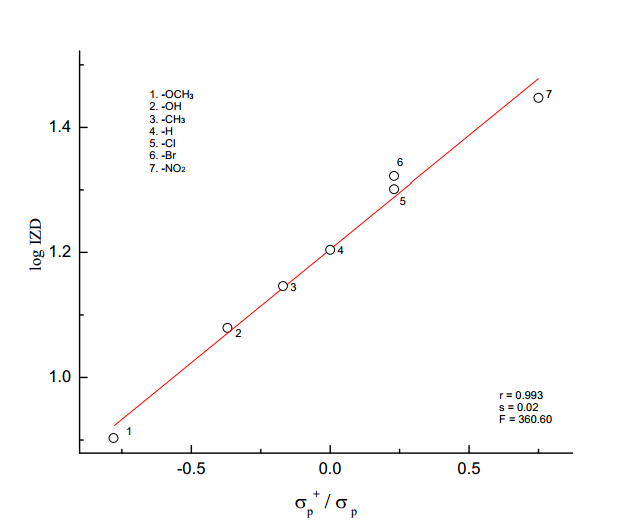 1. -OCH₃
2. -OH
3. -CH₃
4. -H
5. -Cl
6. -Br
7. -NO₂
1.4
1.2
1.0
log IZD
1
2
3
4
5
6
7
r = 0.993
s = 0.02
F = 360.60
-0.5
0.0
0.5
σₚ⁺ / σₚ